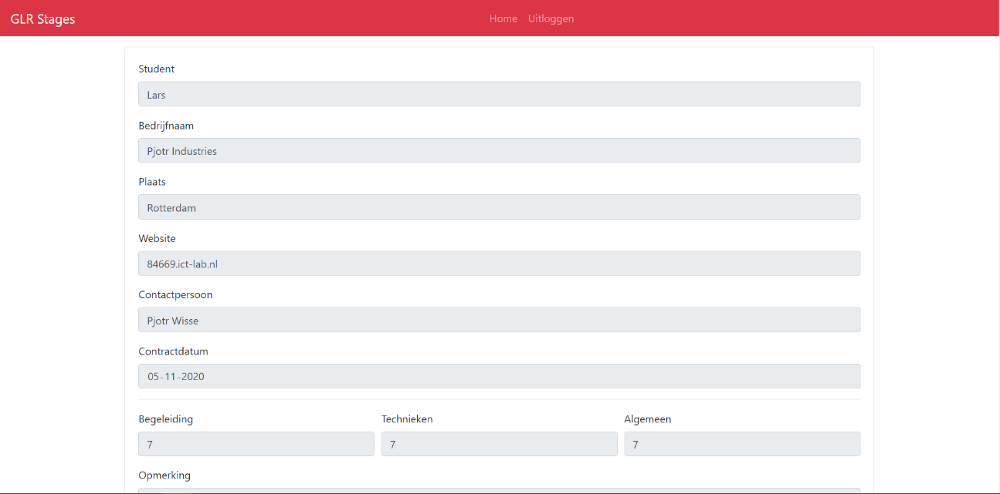 GLR Stages Home Uitloggen
Student
Lars
Bedrijfnaam
Pjotr Industries
Plaats
Rotterdam
Website
84669.ict-lab.nl
Contactpersoon
Pjotr Wisse
Contractdatum
05-11-2020
Begeleiding Technieken Algemeen
7 7 7
Opmerking